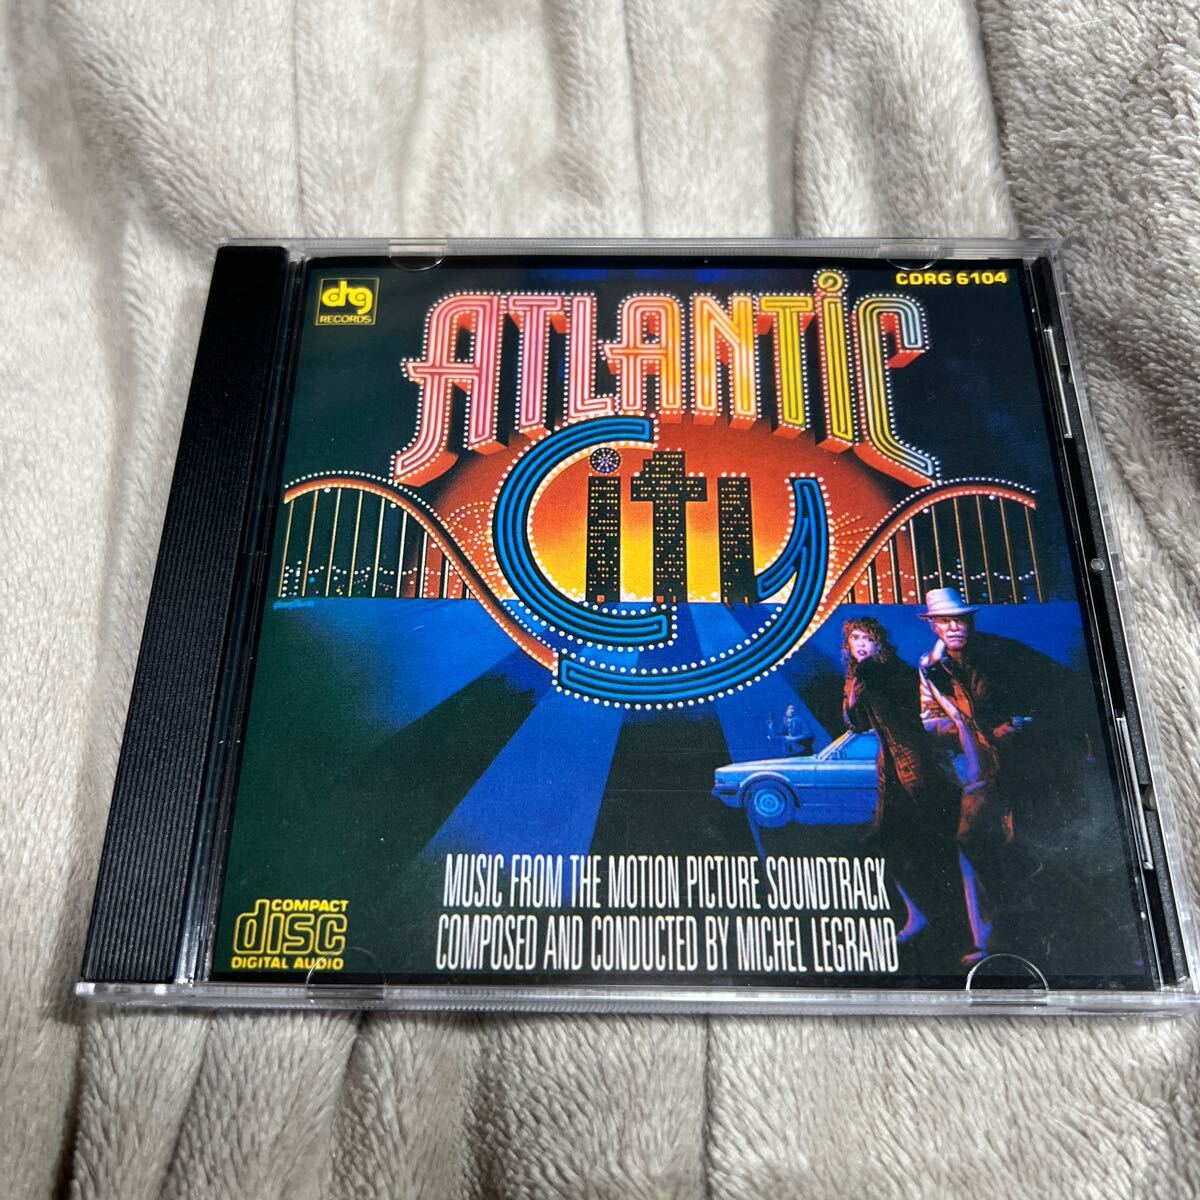 drg
RECORDS
CDRG 6104
ATLANTIC
City
MUSIC FROM THE MOTION PICTURE SOUNDTRACK
COMPOSED AND CONDUCTED BY MICHEL LEGRAND
COMPACT
disc
DIGITAL AUDIO